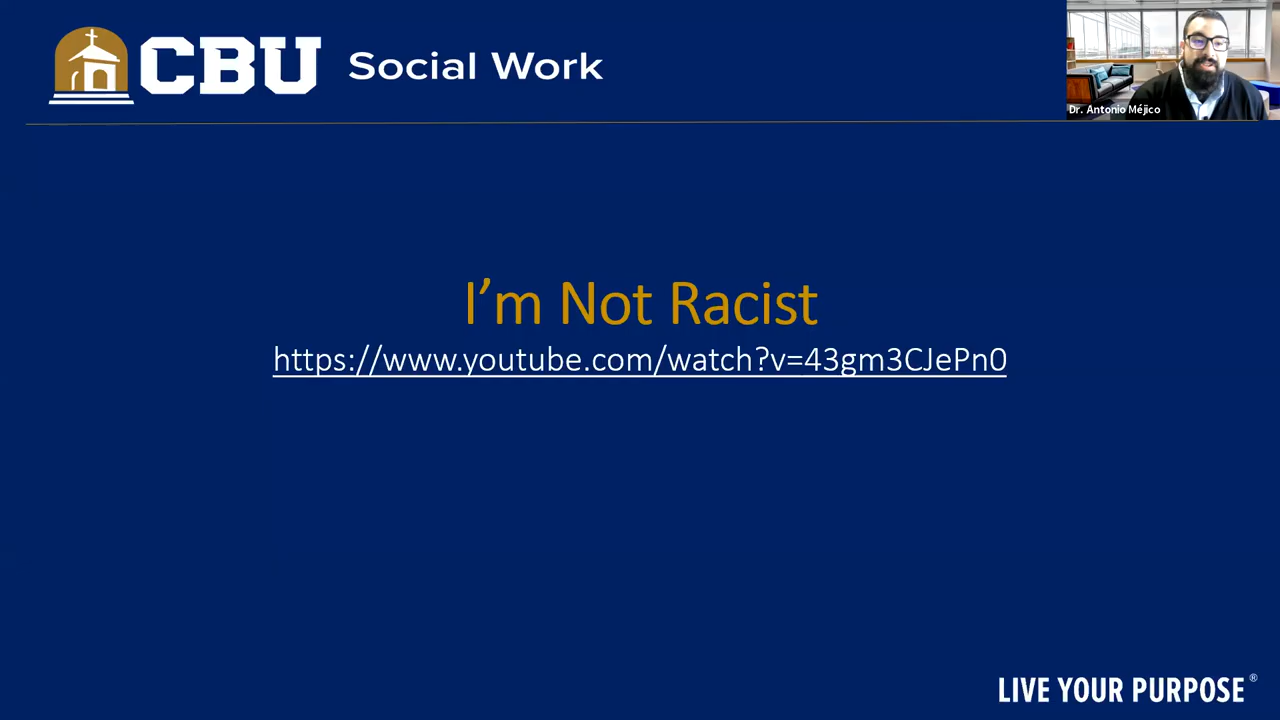 CBU Social Work
Dr. Antonio Méjico
I’m Not Racist
https://www.youtube.com/watch?v=43gm3CJePn0
LIVE YOUR PURPOSE®